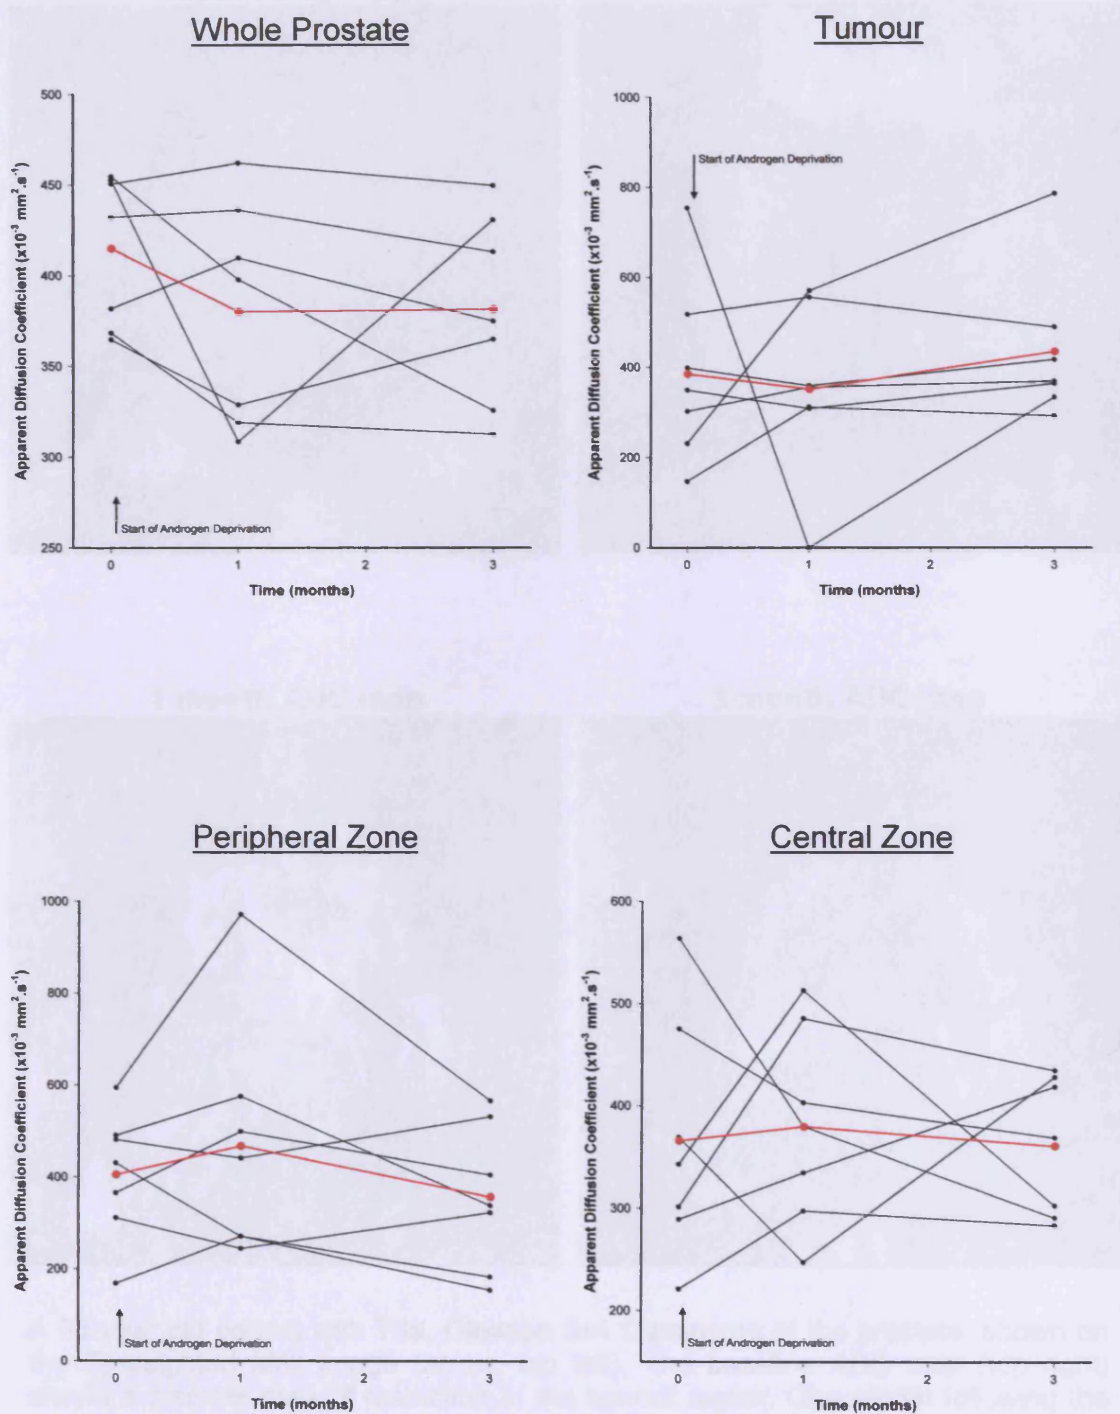 Whole Prostate
Apparent Diffusion Coefficient (x10⁻³ mm².s⁻¹)
500
450
400
350
300
250
Start of Androgen Deprivation
0
1
2
3
Time (months)
Tumour
Apparent Diffusion Coefficient (x10⁻³ mm².s⁻¹)
1000
800
600
400
200
0
Start of Androgen Deprivation
0
1
2
3
Time (months)
Peripheral Zone
Apparent Diffusion Coefficient (x10⁻³ mm².s⁻¹)
1000
800
600
400
200
0
Start of Androgen Deprivation
0
1
2
3
Time (months)
Central Zone
Apparent Diffusion Coefficient (x10⁻³ mm².s⁻¹)
600
500
400
300
200
Start of Androgen Deprivation
0
1
2
3
Time (months)